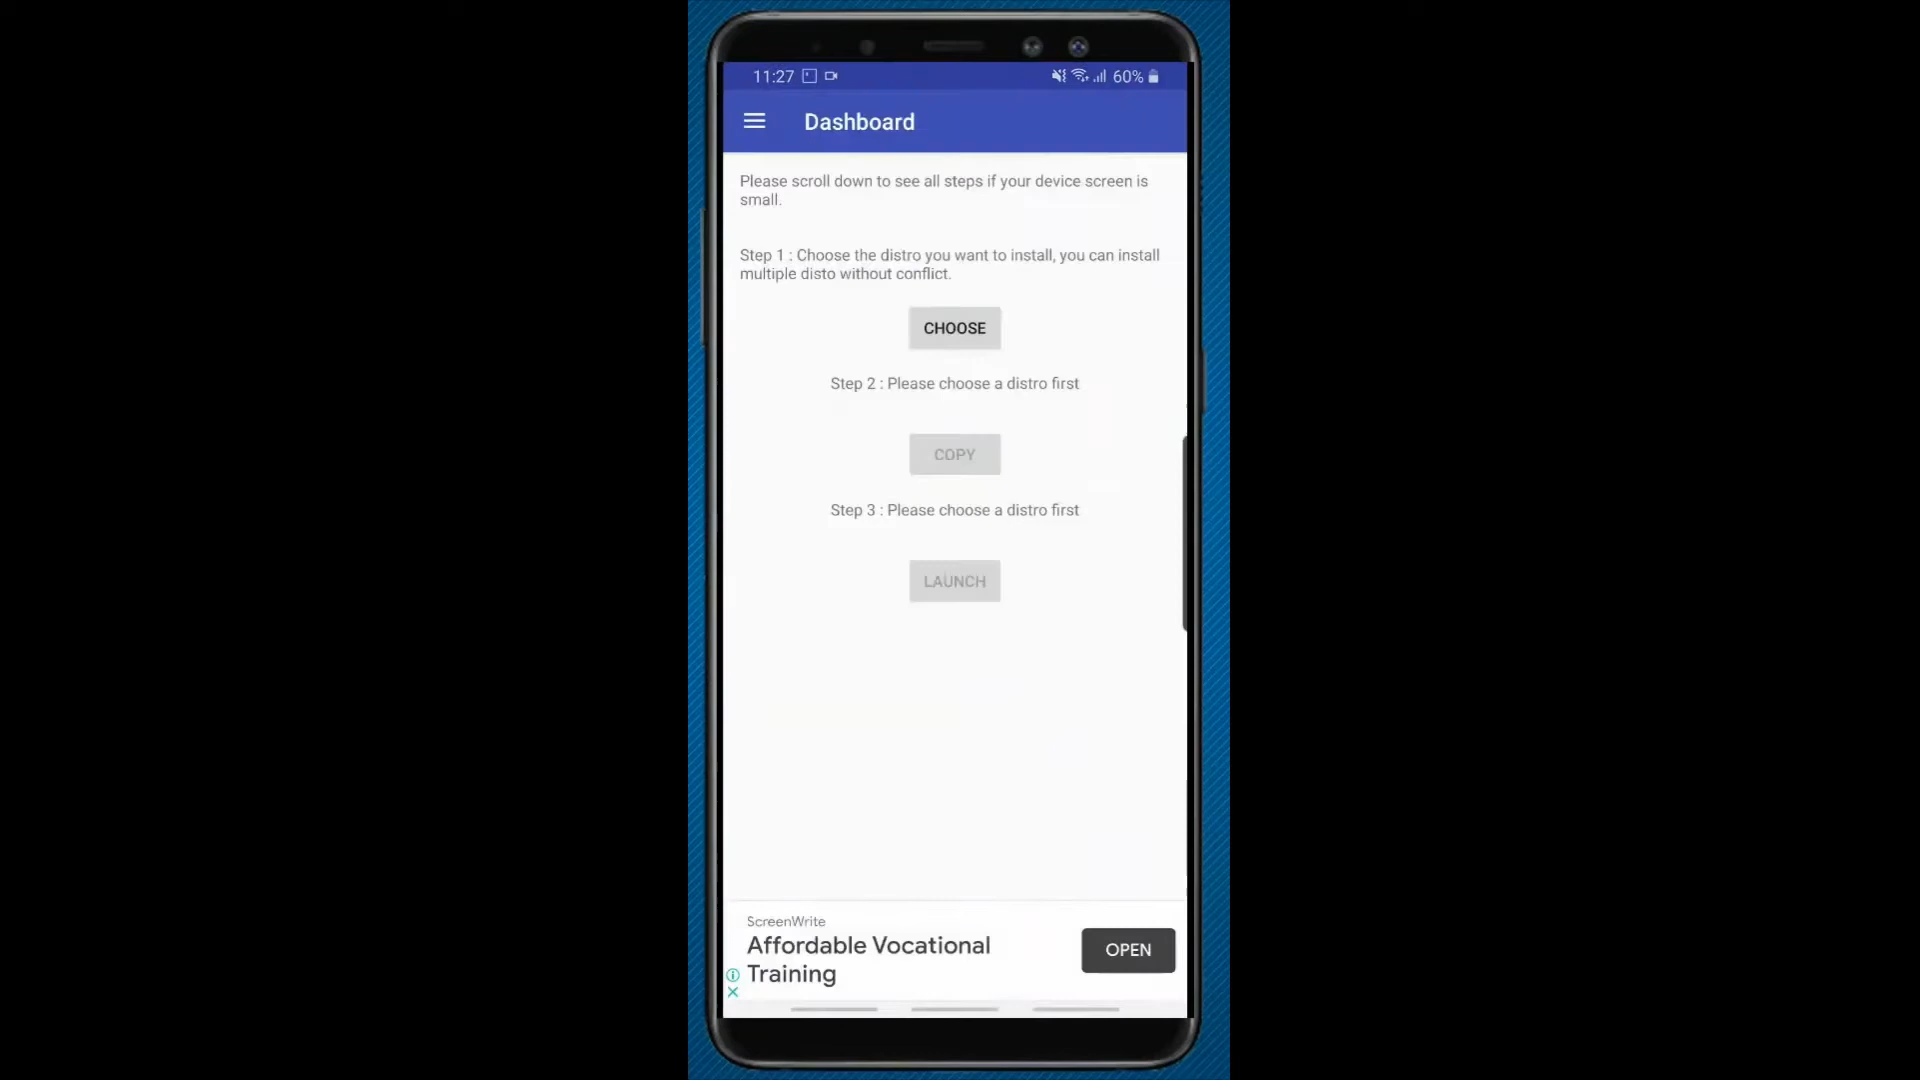 11:27
60%
Dashboard
Please scroll down to see all steps if your device screen is
small.
Step 1 : Choose the distro you want to install, you can install
multiple disto without conflict.
CHOOSE
Step 2 : Please choose a distro first
COPY
Step 3 : Please choose a distro first
LAUNCH
ScreenWrite
Affordable Vocational
Training
OPEN